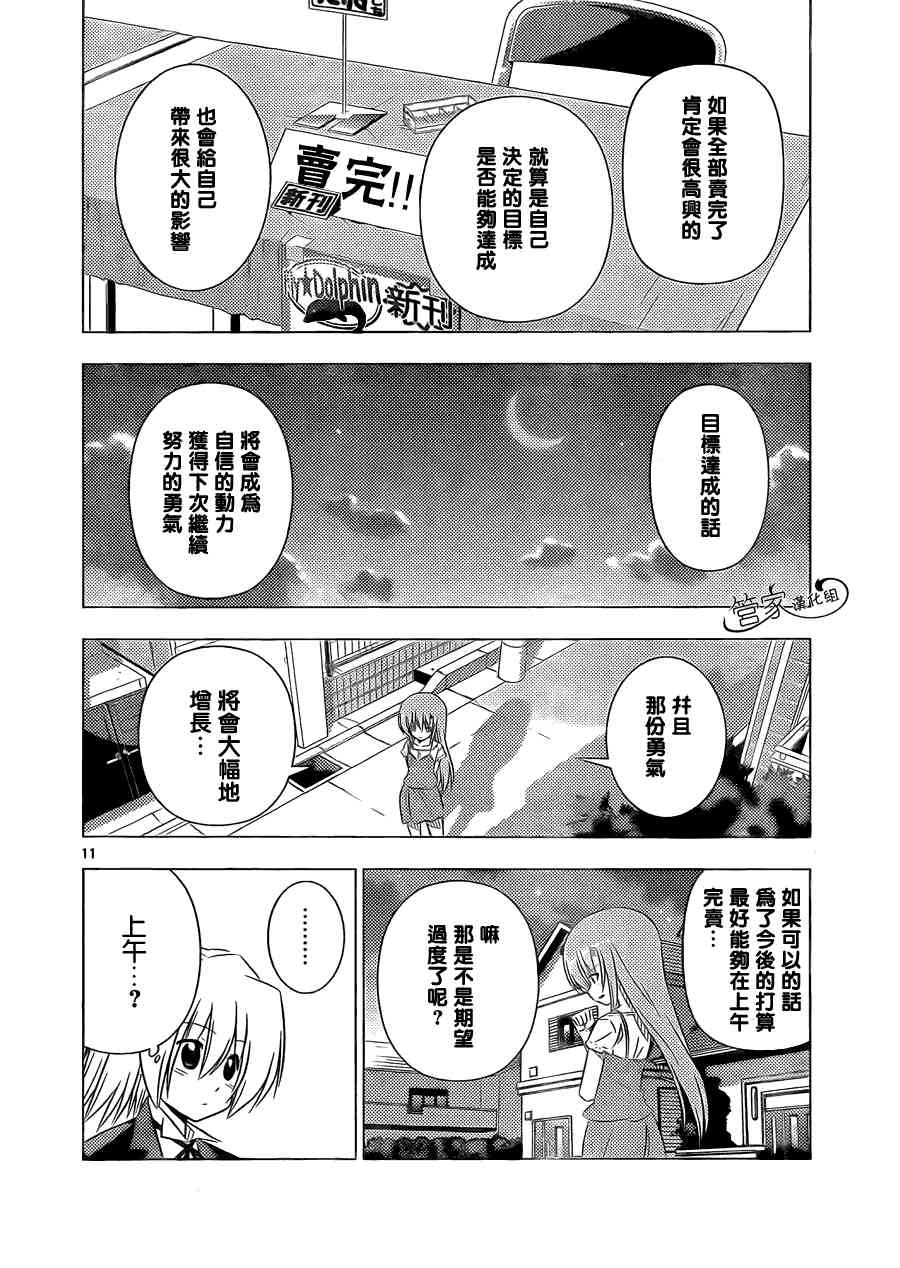 如果全部賣完了
肯定會很高興的
就算是自己
決定的目標
是否能夠達成
也會給自己
帶來很大的影響
賣完!!
新刊
ly★Dolphin
新刊
目標達成的話
將會成為
自信的動力
獲得下次繼續
努力的勇氣
管家漢化組
并且
那份勇氣
將會大幅地
增長…
11
如果可以的話
為了今後的打算
最好能夠在上午
完賣…
嘛
那是不是期望
過度了呢？
………
上午…？